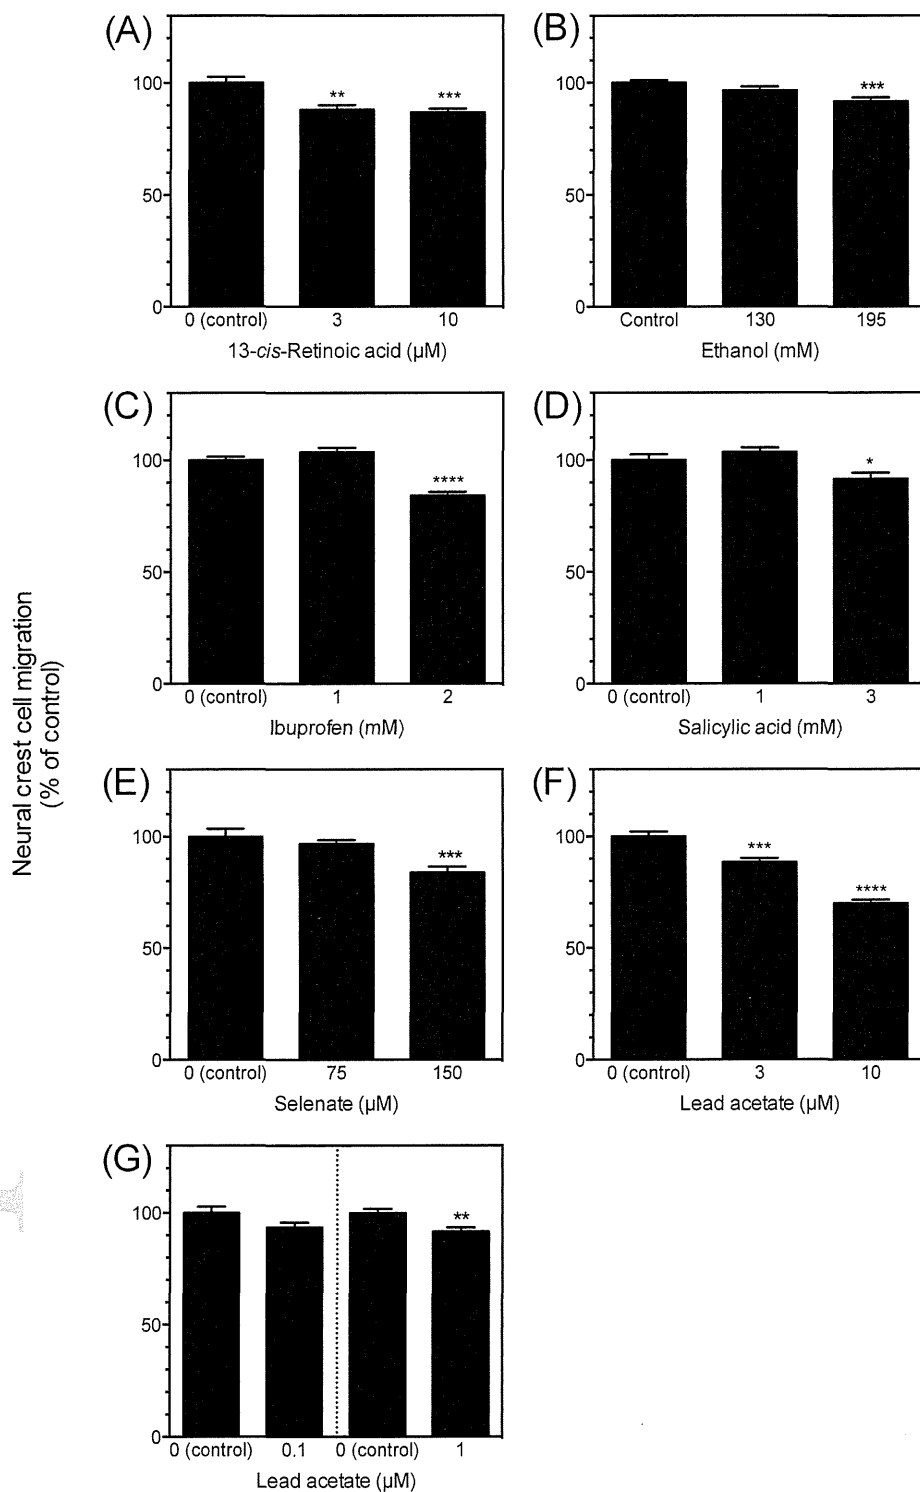 Neural crest cell migration
(% of control)
(A)
100
50
0
** ***
0 (control) 3 10
13-cis-Retinoic acid (µM)
(B)
100
50
0
***
Control 130 195
Ethanol (mM)
(C)
100
50
0
****
0 (control) 1 2
Ibuprofen (mM)
(D)
100
50
0
*
0 (control) 1 3
Salicylic acid (mM)
(E)
100
50
0
***
0 (control) 75 150
Selenate (µM)
(F)
100
50
0
***
****
0 (control) 3 10
Lead acetate (µM)
(G)
100
50
0
**
0 (control) 0.1 0 (control) 1
Lead acetate (µM)